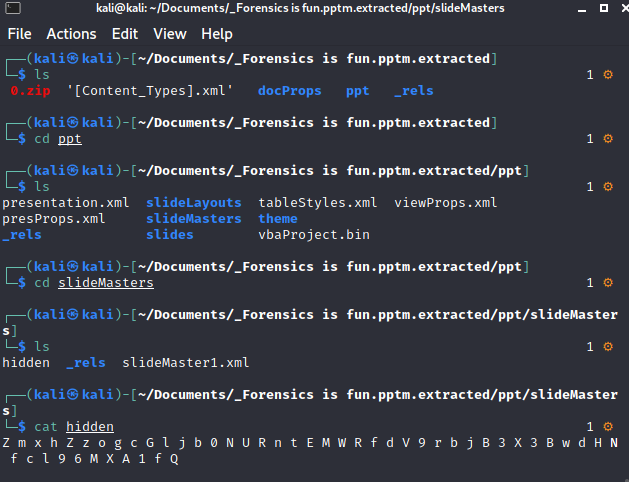 kali@kali: ~/Documents/_Forensics is fun.pptm.extracted/ppt/slideMasters
File Actions Edit View Help
┌──(kali㉿kali)-[~/Documents/_Forensics is fun.pptm.extracted]
└─$ ls 1 ⚙
0.zip '[Content_Types].xml' docProps ppt _rels
┌──(kali㉿kali)-[~/Documents/_Forensics is fun.pptm.extracted]
└─$ cd ppt 1 ⚙
┌──(kali㉿kali)-[~/Documents/_Forensics is fun.pptm.extracted/ppt]
└─$ ls 1 ⚙
presentation.xml slideLayouts tableStyles.xml viewProps.xml
presProps.xml slideMasters theme
_rels slides vbaProject.bin
┌──(kali㉿kali)-[~/Documents/_Forensics is fun.pptm.extracted/ppt]
└─$ cd slideMasters 1 ⚙
┌──(kali㉿kali)-[~/Documents/_Forensics is fun.pptm.extracted/ppt/slideMaster
s]
└─$ ls 1 ⚙
hidden _rels slideMaster1.xml
┌──(kali㉿kali)-[~/Documents/_Forensics is fun.pptm.extracted/ppt/slideMaster
s]
└─$ cat hidden 1 ⚙
Z m x h Z z o g c G l j b 0 N U R n t E M W R f d V 9 r b j B 3 X 3 B w d H N
f c l 9 6 M X A 1 f Q